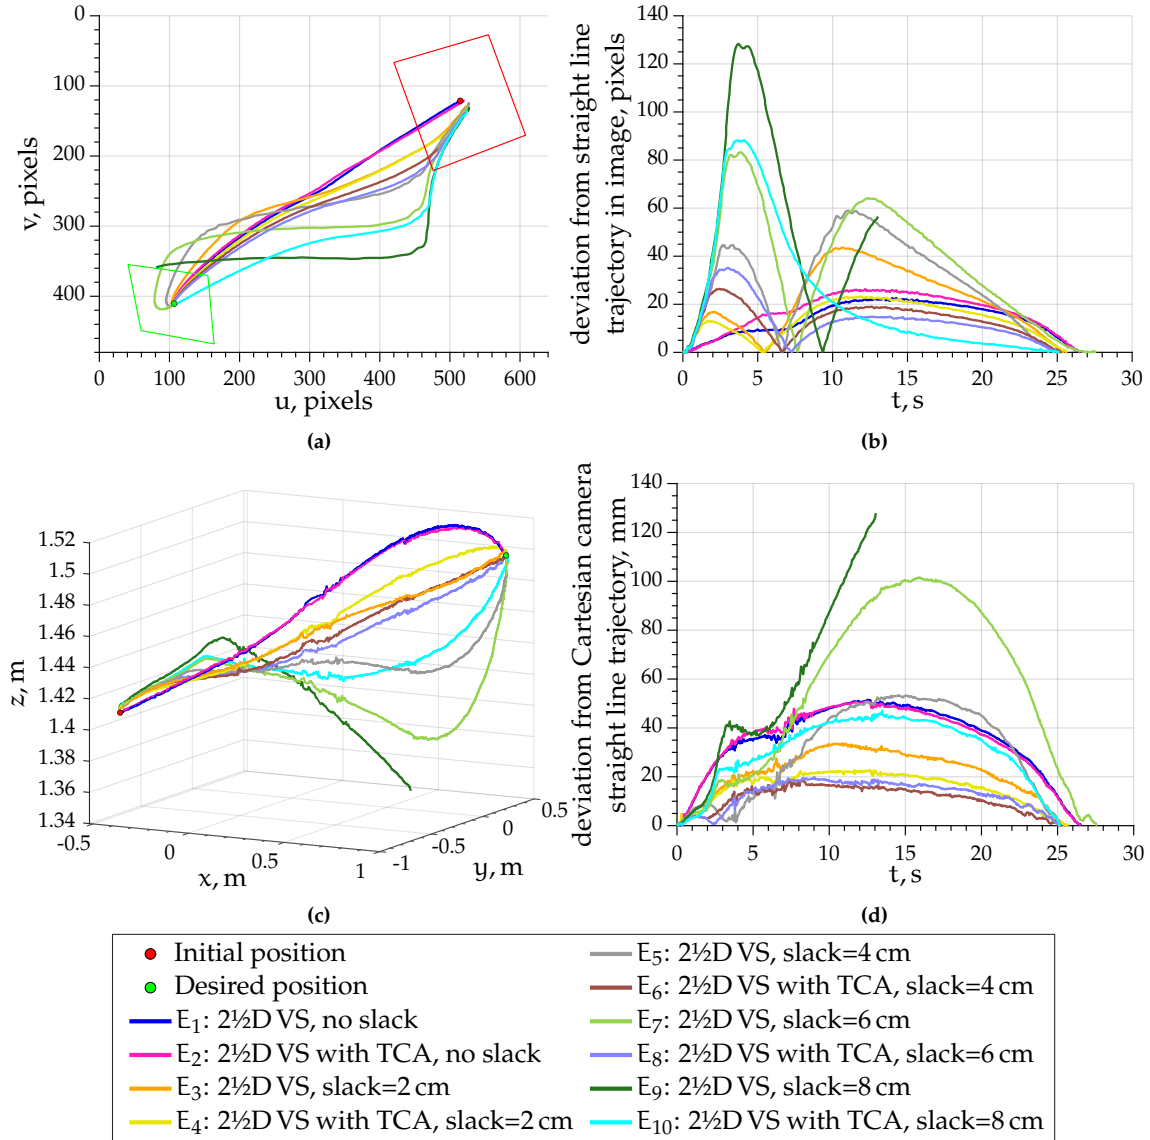 0
100
200
300
400
v, pixels
0 100 200 300 400 500 600
u, pixels
(a)
140
120
100
80
60
40
20
0
deviation from straight line
trajectory in image, pixels
0 5 10 15 20 25 30
t, s
(b)
1.52
1.5
1.48
1.46
1.44
1.42
1.4
1.38
1.36
1.34
z, m
-0.5
0
0.5
1
x, m
-1
-0.5
0
0.5
y, m
(c)
140
120
100
80
60
40
20
0
deviation from Cartesian camera
straight line trajectory, mm
0 5 10 15 20 25 30
t, s
(d)
Initial position
Desired position
E1: 2½D VS, no slack
E2: 2½D VS with TCA, no slack
E3: 2½D VS, slack=2 cm
E4: 2½D VS with TCA, slack=2 cm
E5: 2½D VS, slack=4 cm
E6: 2½D VS with TCA, slack=4 cm
E7: 2½D VS, slack=6 cm
E8: 2½D VS with TCA, slack=6 cm
E9: 2½D VS, slack=8 cm
E10: 2½D VS with TCA, slack=8 cm